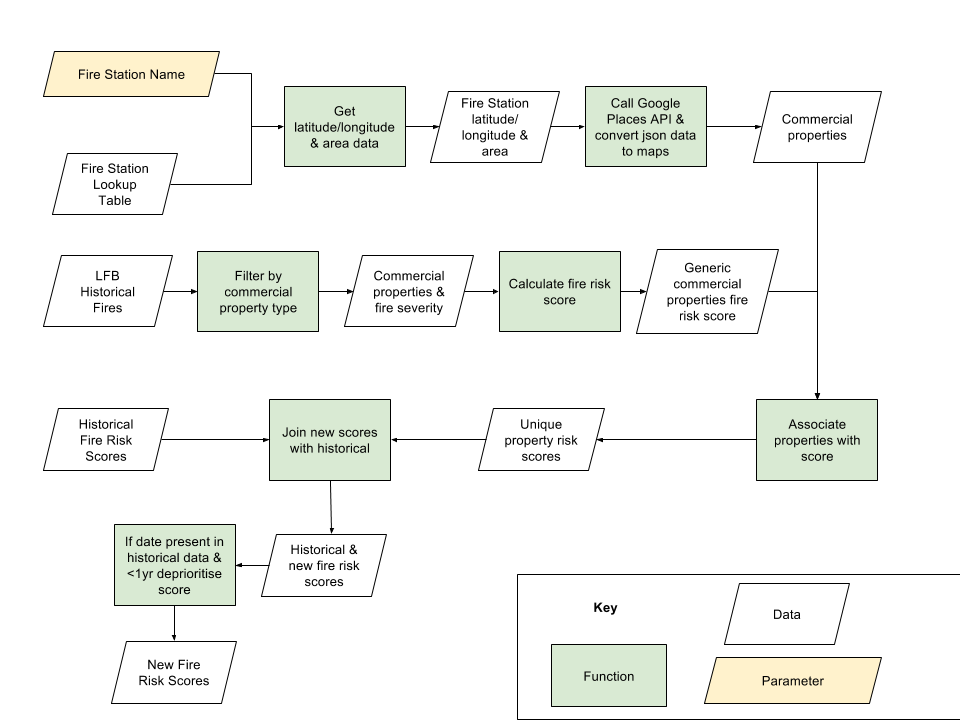 Fire Station Name
Fire Station
Lookup
Table
Get
latitude/longitude
& area data
Fire Station
latitude/
longitude &
area
Call Google
Places API &
convert json data
to maps
Commercial
properties
LFB
Historical
Fires
Filter by
commercial
property type
Commercial
properties &
fire severity
Calculate fire risk
score
Generic
commercial
properties fire
risk score
Historical
Fire Risk
Scores
Join new scores
with historical
Unique
property risk
scores
Associate
properties with
score
If date present in
historical data &
<1yr deprioritise
score
Historical &
new fire risk
scores
New Fire
Risk Scores
Key
Data
Function
Parameter